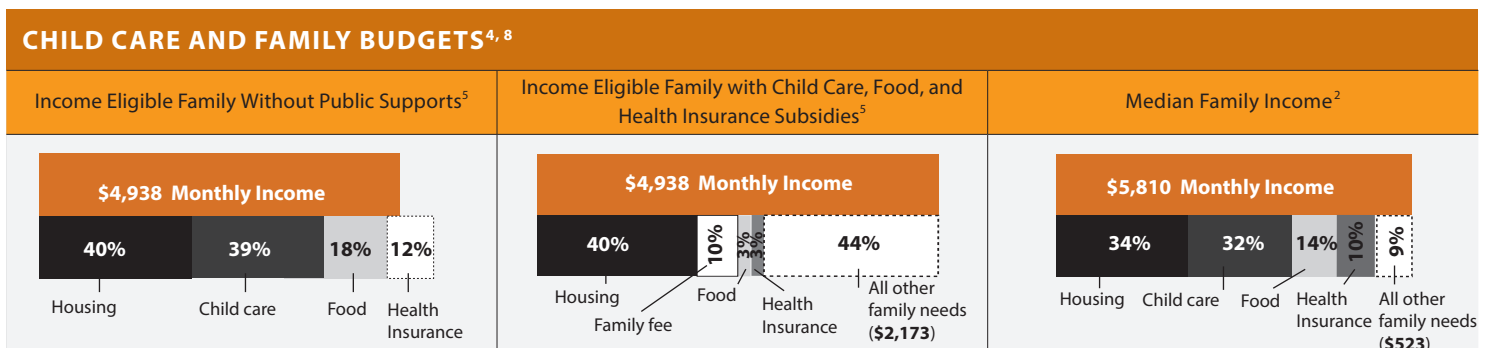 CHILD CARE AND FAMILY BUDGETS4, 8
Income Eligible Family Without Public Supports5
Income Eligible Family with Child Care, Food, and
Health Insurance Subsidies5
Median Family Income2
$4,938 Monthly Income
40%
39%
18%
12%
Housing
Child care
Food
Health
Insurance
$4,938 Monthly Income
40%
10%
3%
3%
44%
Housing
Family fee
Food
Health
Insurance
All other
family needs
($2,173)
$5,810 Monthly Income
34%
32%
14%
10%
9%
Housing
Child care
Food
Health
Insurance
All other
family needs
($523)